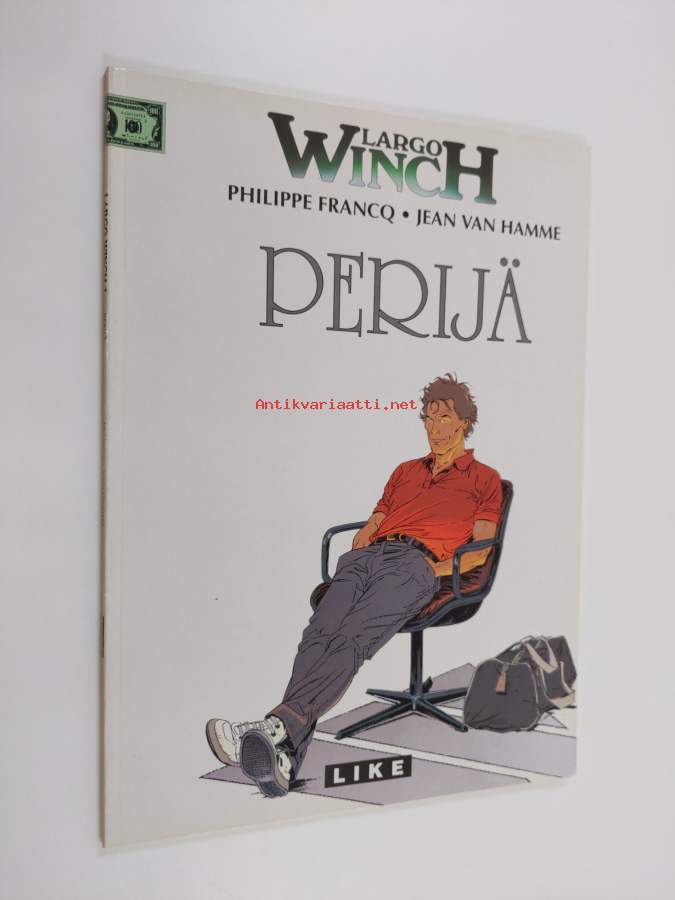 LARGO
WINCH
PHILIPPE FRANCQ • JEAN VAN HAMME
PERIJÄ
Antikvariaatti.net
LIKE